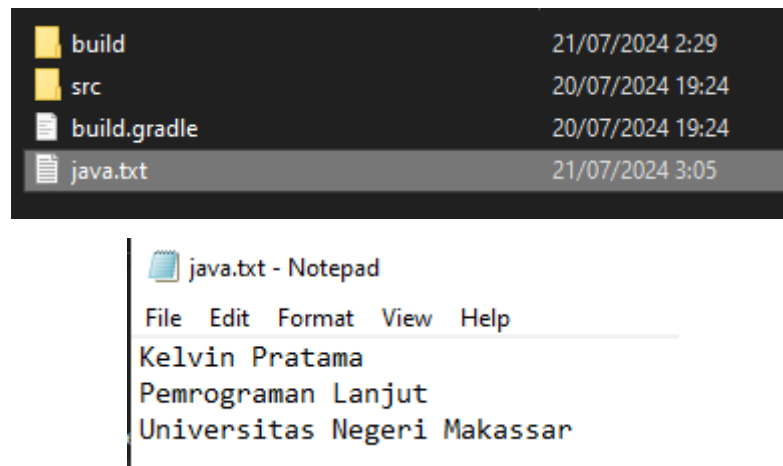 build 21/07/2024 2:29
src 20/07/2024 19:24
build.gradle 20/07/2024 19:24
java.txt 21/07/2024 3:05
java.txt - Notepad
File Edit Format View Help
Kelvin Pratama
Pemrograman Lanjut
Universitas Negeri Makassar